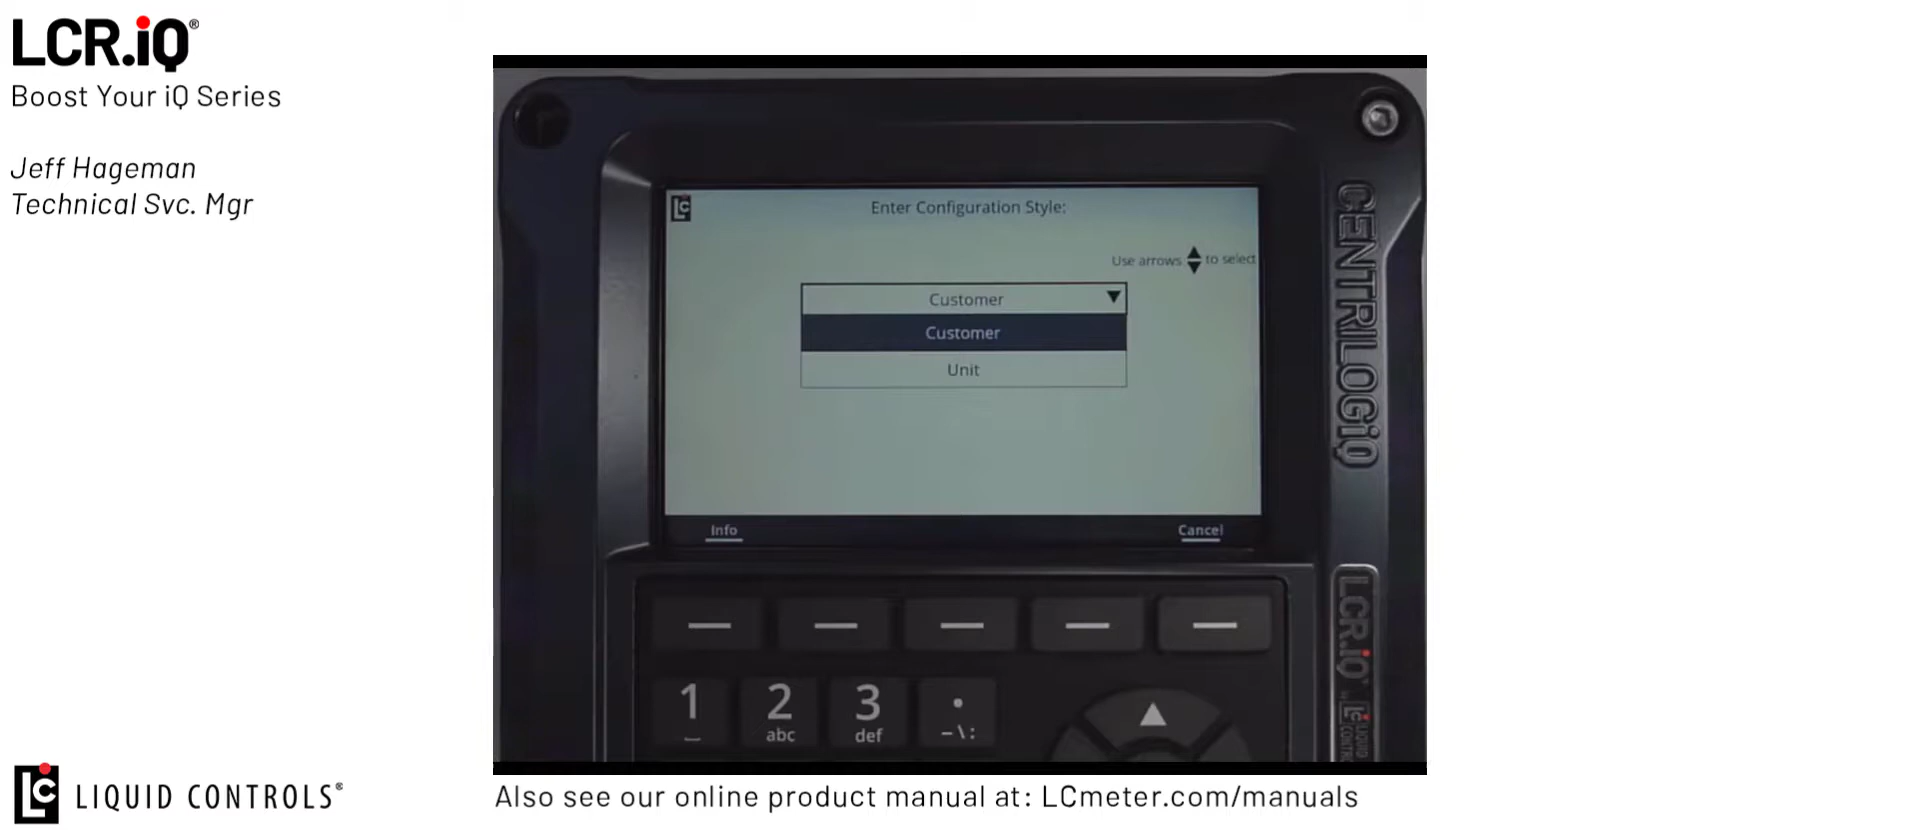 LCR.iQ®
Boost Your iQ Series
Jeff Hageman
Technical Svc. Mgr
Enter Configuration Style:
Use arrows to select
Customer
Customer
Unit
Info
Cancel
CENTRILOGiQ
LCR.iQ
1
2
3
.
abc
def
-\:
LC LIQUID CONTROLS®
Also see our online product manual at: LCmeter.com/manuals